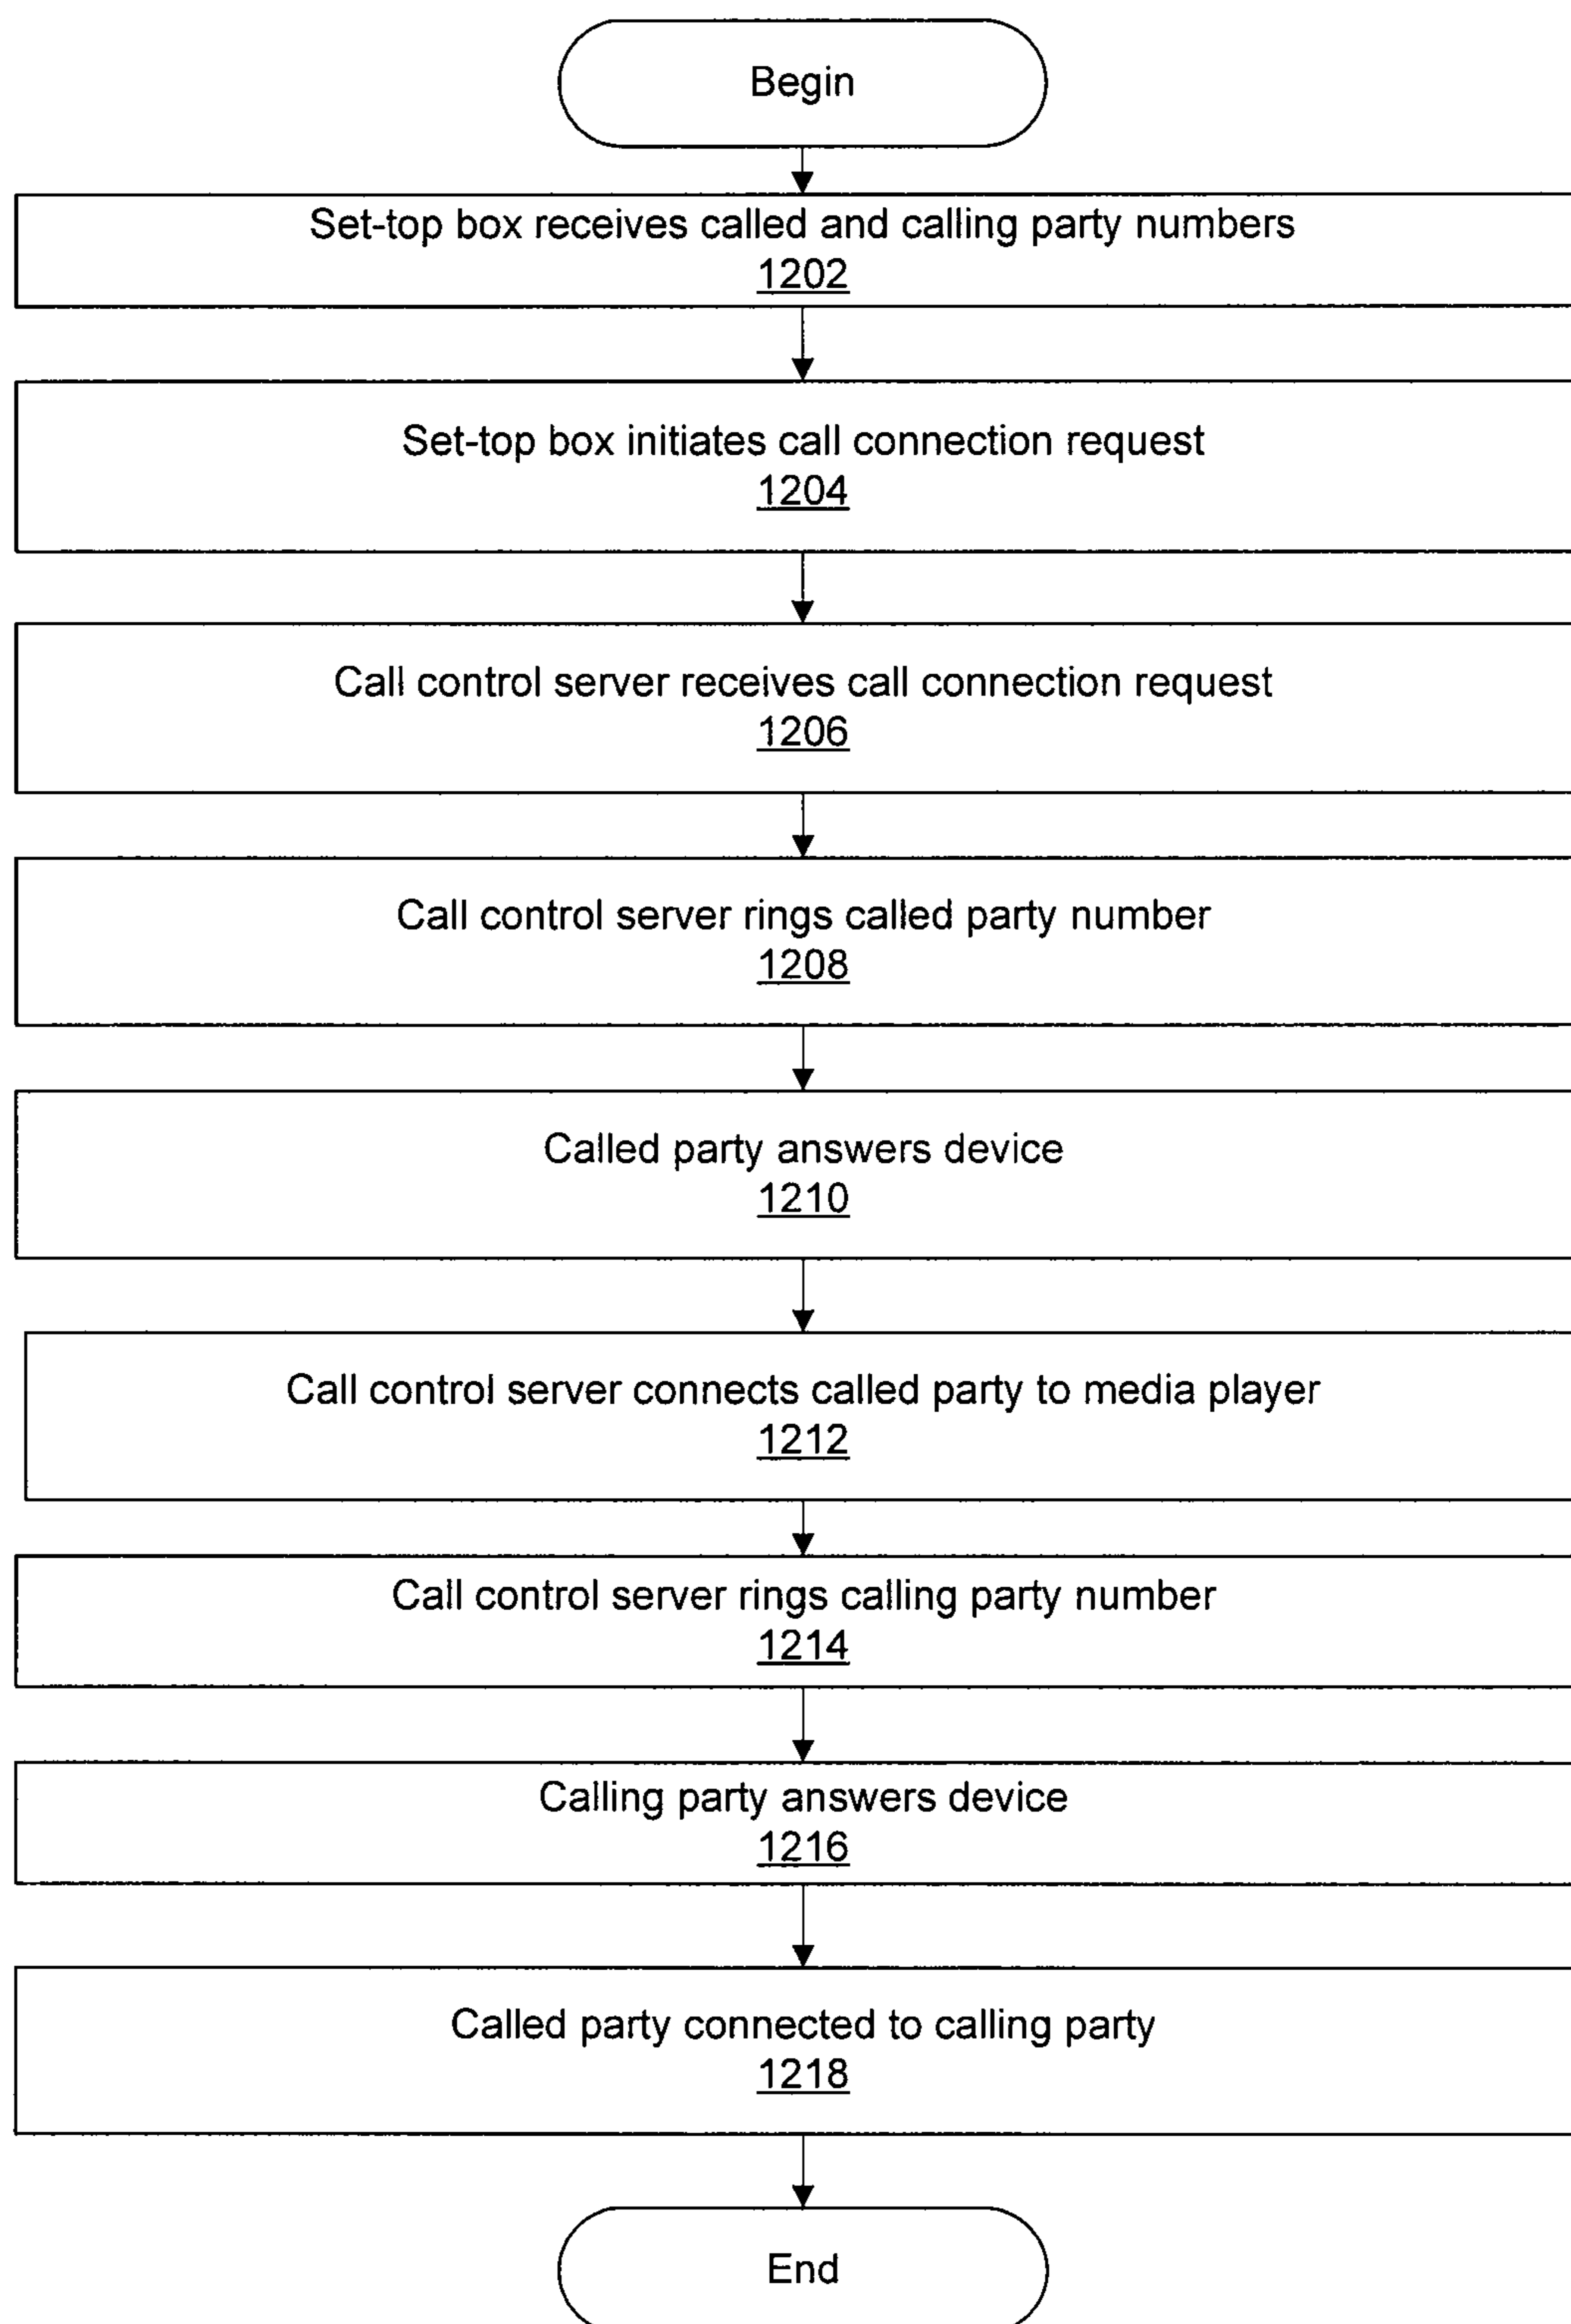 Begin
Set-top box receives called and calling party numbers
1202
Set-top box initiates call connection request
1204
Call control server receives call connection request
1206
Call control server rings called party number
1208
Called party answers device
1210
Call control server connects called party to media player
1212
Call control server rings calling party number
1214
Calling party answers device
1216
Called party connected to calling party
1218
End